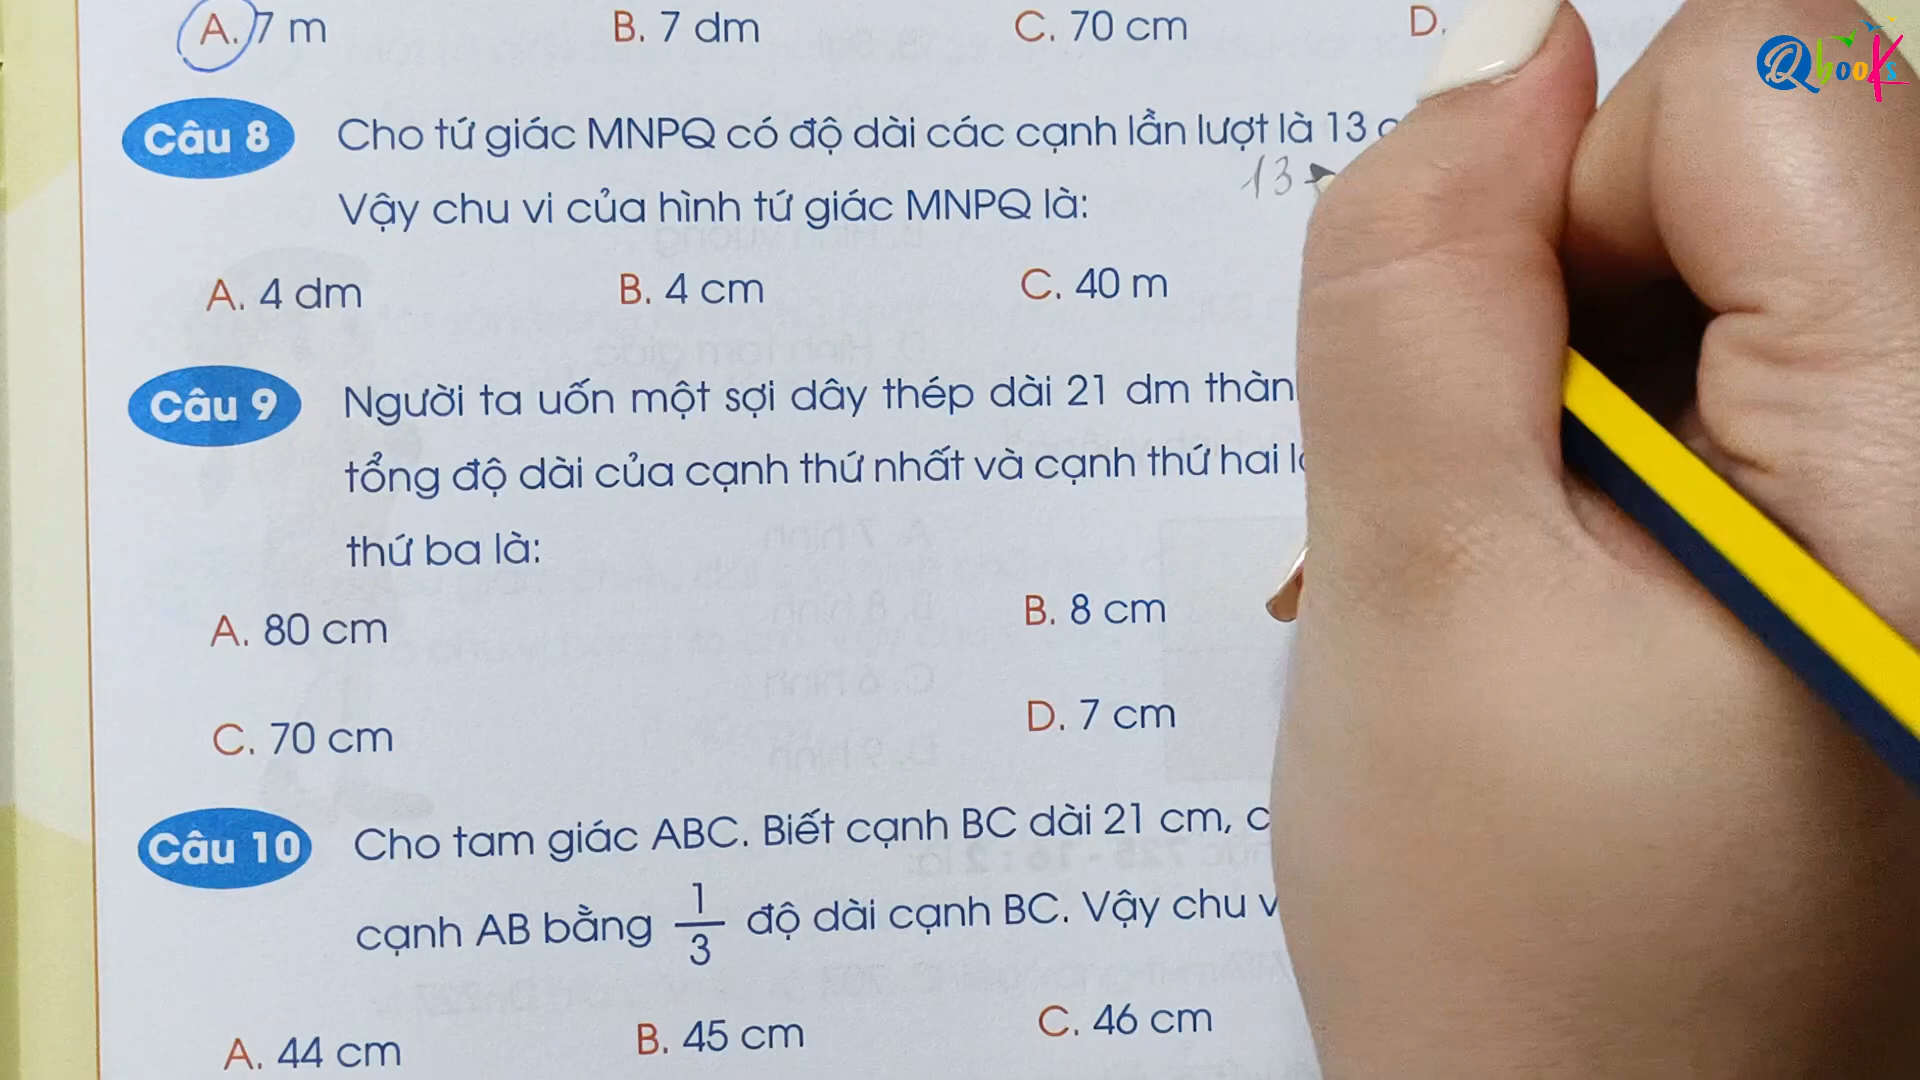 A. 7 m B. 7 dm C. 70 cm D.
Qbooks
Câu 8 Cho tứ giác MNPQ có độ dài các cạnh lần lượt là 13
13
Vậy chu vi của hình tứ giác MNPQ là:
A. 4 dm B. 4 cm C. 40 m
Câu 9 Người ta uốn một sợi dây thép dài 21 dm
tổng độ dài của cạnh thứ nhất và cạnh thứ hai
thứ ba là:
A. 80 cm B. 8 cm
C. 70 cm D. 7 cm
Câu 10 Cho tam giác ABC. Biết cạnh BC dài 21 cm,
cạnh AB bằng 1/3 độ dài cạnh BC. Vậy chu
A. 44 cm B. 45 cm C. 46 cm